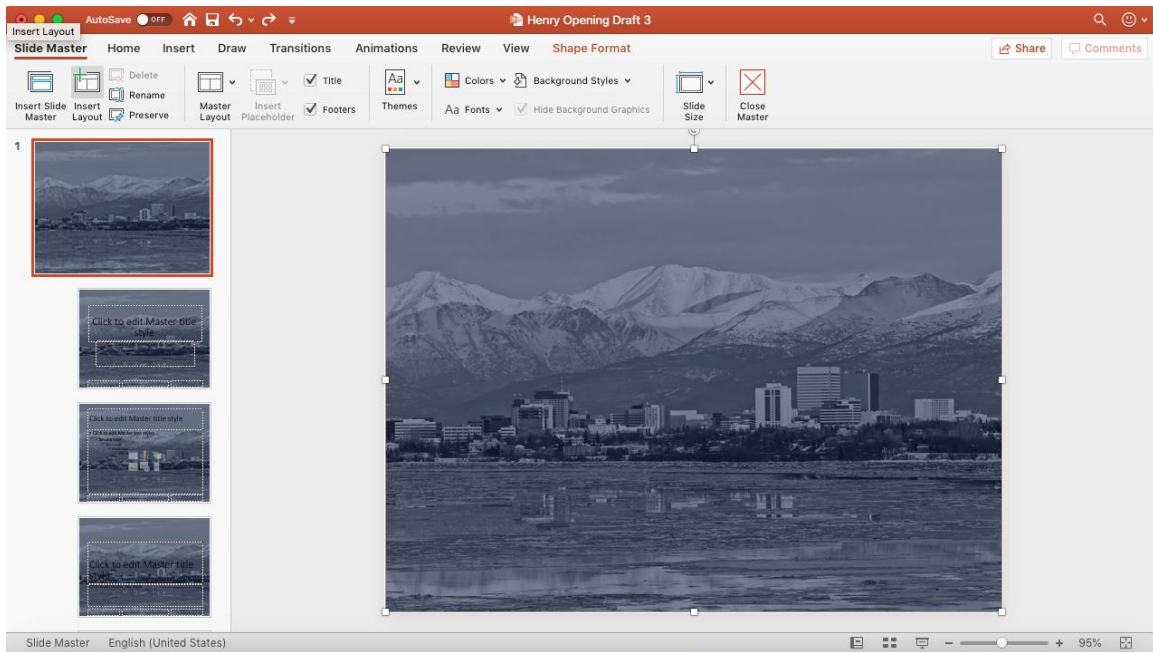 AutoSave OFF
Henry Opening Draft 3
Insert Layout
Slide Master Home Insert Draw Transitions Animations Review View Shape Format Share Comments
Insert Slide Master
Insert Layout
Delete
Rename
Preserve
Master Layout
Insert Placeholder
Title
Footers
Aa
Themes
Colors
Background Styles
Aa Fonts
Hide Background Graphics
Slide Size
Close Master
1
Click to edit Master title
style
Click to edit Master title style
Click to edit Master title
style
Slide Master English (United States)
95%